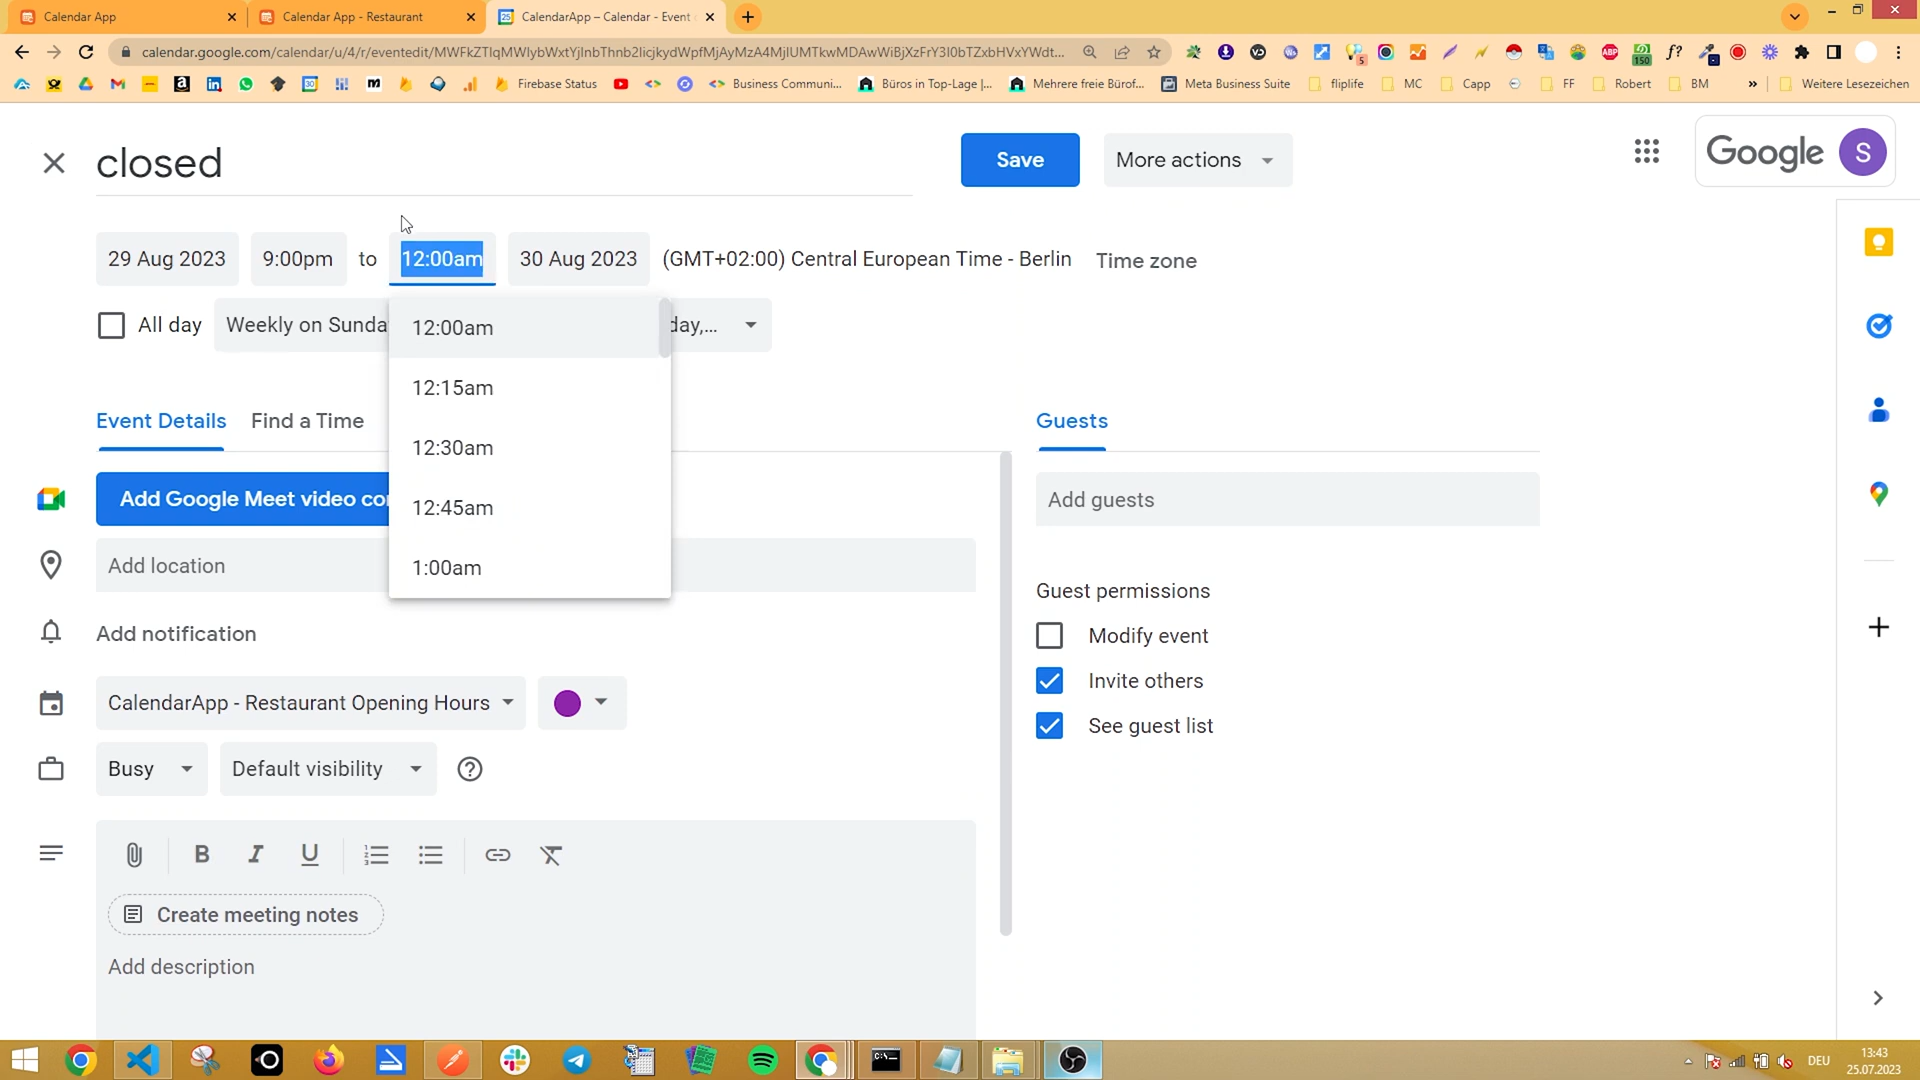 Calendar App
Calendar App - Restaurant
CalendarApp – Calendar - Event
calendar.google.com/calendar/u/4/r/eventedit/MWFkZTlqMWlybWxtYjlnbThnb2licjkydWpfMjAyMzA4MjlUMTkwMDAwWiBjXzFrY3I0bTZxbHVxYWdt...
Firebase Status
Business Communi...
Büros in Top-Lage |...
Mehrere freie Bürof...
Meta Business Suite
fliplife
MC
Capp
FF
Robert
BM
»
Weitere Lesezeichen
closed
Save
More actions
Google
S
29 Aug 2023
9:00pm
to
12:00am
30 Aug 2023
(GMT+02:00) Central European Time - Berlin
Time zone
All day
Weekly on Sunda
day,...
12:00am
12:15am
12:30am
12:45am
1:00am
Event Details
Find a Time
Guests
Add Google Meet video co
Add guests
Add location
Guest permissions
Add notification
Modify event
Invite others
CalendarApp - Restaurant Opening Hours
See guest list
Busy
Default visibility
B
I
U
Create meeting notes
Add description
DEU
13:43
25.07.2023